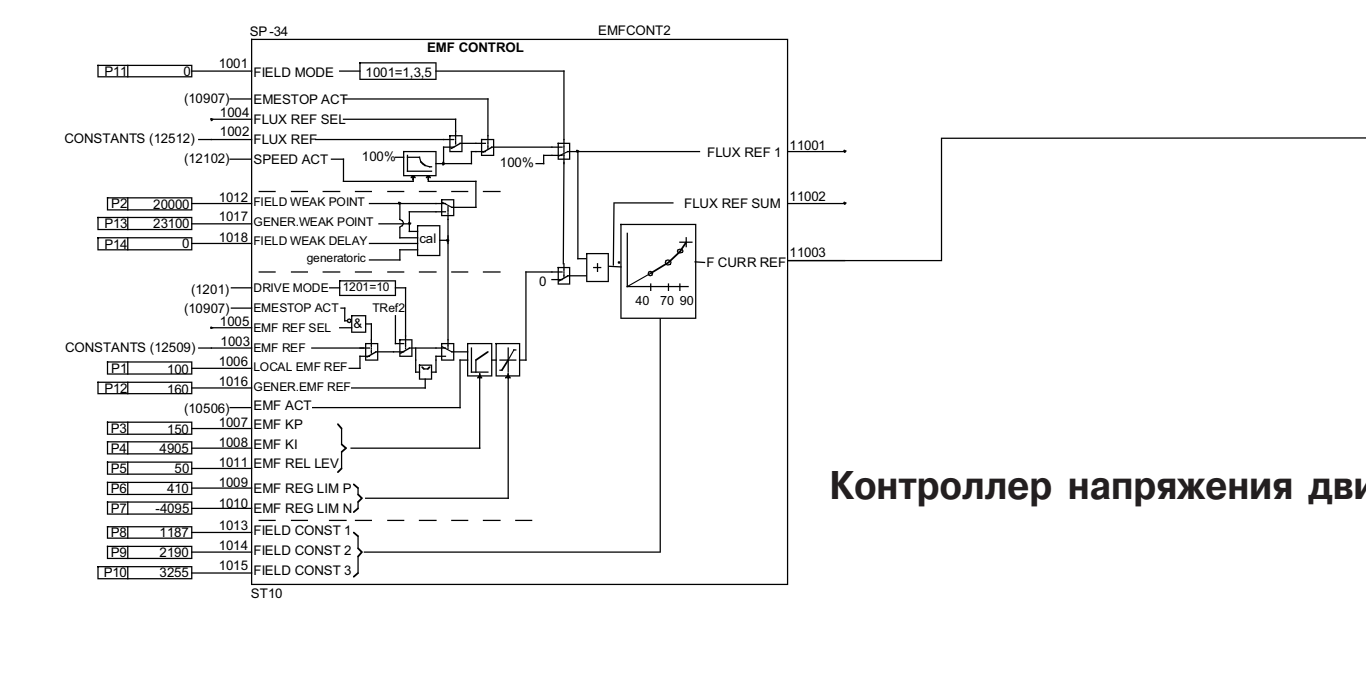 SP-34 EMFCONT2
EMF CONTROL
P11 0 1001 FIELD MODE 1001=1,3,5
(10907) EMESTOP ACT
1004 FLUX REF SEL
CONSTANTS (12512) 1002 FLUX REF
(12102) SPEED ACT 100% 100% FLUX REF 1 11001
P2 20000 1012 FIELD WEAK POINT FLUX REF SUM 11002
P13 23100 1017 GENER.WEAK POINT
P14 0 1018 FIELD WEAK DELAY cal
generatoric
+ F CURR REF 11003
0
40 70 90
(1201) DRIVE MODE 1201=10
(10907) EMESTOP ACT TRef2
1005 EMF REF SEL &
CONSTANTS (12509) 1003 EMF REF
P1 100 1006 LOCAL EMF REF
P12 160 1016 GENER.EMF REF
(10506) EMF ACT
P3 150 1007 EMF KP
P4 4905 1008 EMF KI
P5 50 1011 EMF REL LEV
P6 410 1009 EMF REG LIM P
P7 -4095 1010 EMF REG LIM N
P8 1187 1013 FIELD CONST 1
P9 2190 1014 FIELD CONST 2
P10 3255 1015 FIELD CONST 3
ST10
Контроллер напряжения дви